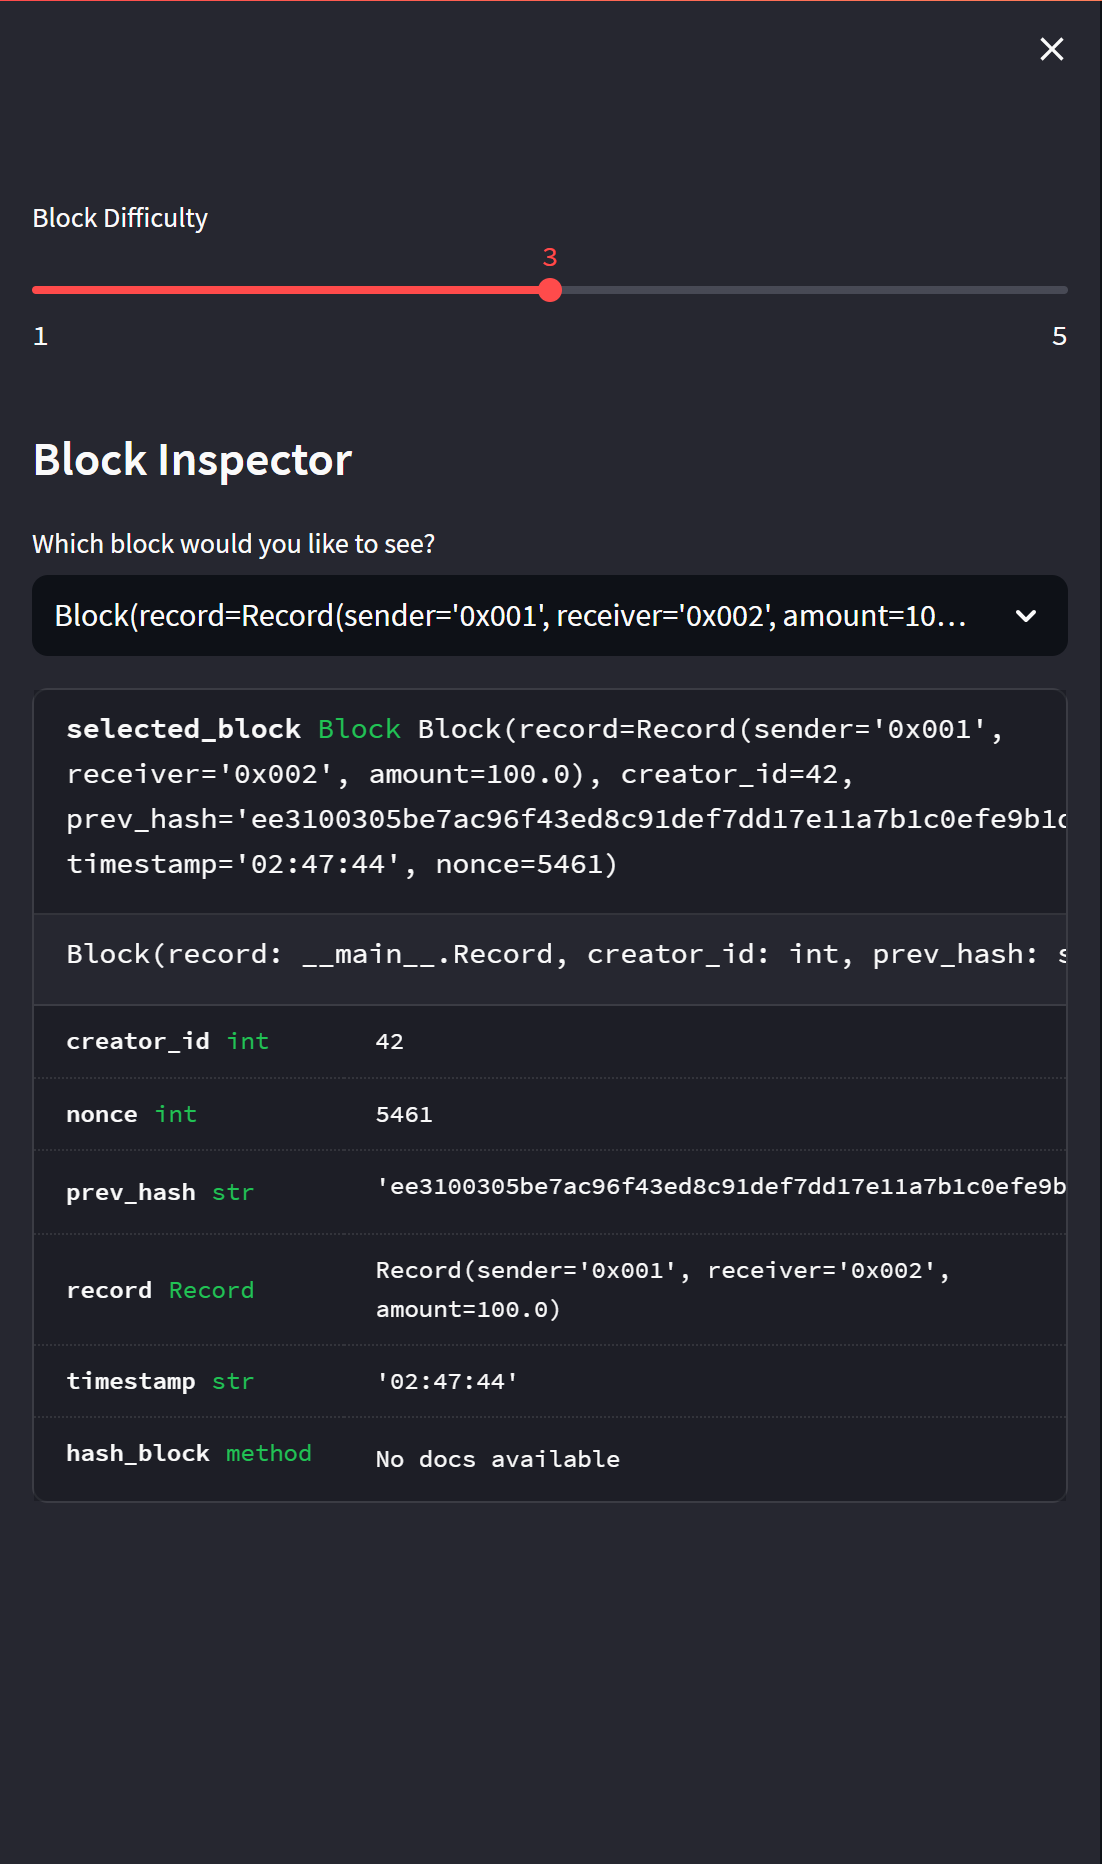 Block Difficulty
3
1 5
Block Inspector
Which block would you like to see?
Block(record=Record(sender='0x001', receiver='0x002', amount=10...
selected_block Block Block(record=Record(sender='0x001',
receiver='0x002', amount=100.0), creator_id=42,
prev_hash='ee3100305be7ac96f43ed8c91def7dd17e11a7b1c0efe9b1
timestamp='02:47:44', nonce=5461)
Block(record: __main__.Record, creator_id: int, prev_hash:
creator_id int 42
nonce int 5461
prev_hash str 'ee3100305be7ac96f43ed8c91def7dd17e11a7b1c0efe9b
record Record Record(sender='0x001', receiver='0x002',
amount=100.0)
timestamp str '02:47:44'
hash_block method No docs available